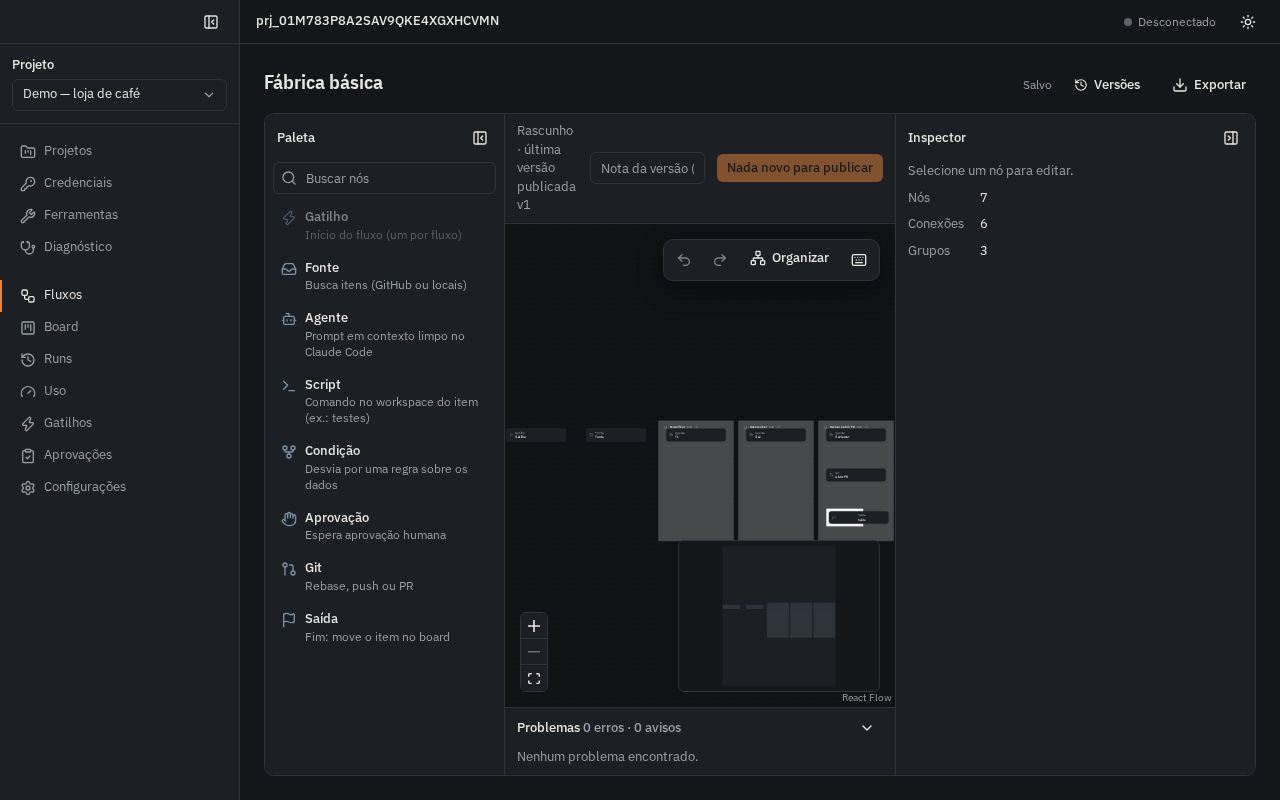 prj_01M783P8A2SAV9QKE4XGXHCVMN
Desconectado
Projeto
Demo — loja de café
Projetos
Credenciais
Ferramentas
Diagnóstico
Fluxos
Board
Runs
Uso
Gatilhos
Aprovações
Configurações
Fábrica básica
Salvo
Versões
Exportar
Paleta
Buscar nós
Gatilho
Início do fluxo (um por fluxo)
Fonte
Busca itens (GitHub ou locais)
Agente
Prompt em contexto limpo no
Claude Code
Script
Comando no workspace do item
(ex.: testes)
Condição
Desvia por uma regra sobre os
dados
Aprovação
Espera aprovação humana
Git
Rebase, push ou PR
Saída
Fim: move o item no board
Rascunho
· última
versão
publicada
v1
Nota da versão (
Nada novo para publicar
Organizar
React Flow
Problemas 0 erros · 0 avisos
Nenhum problema encontrado.
Inspector
Selecione um nó para editar.
Nós 7
Conexões 6
Grupos 3